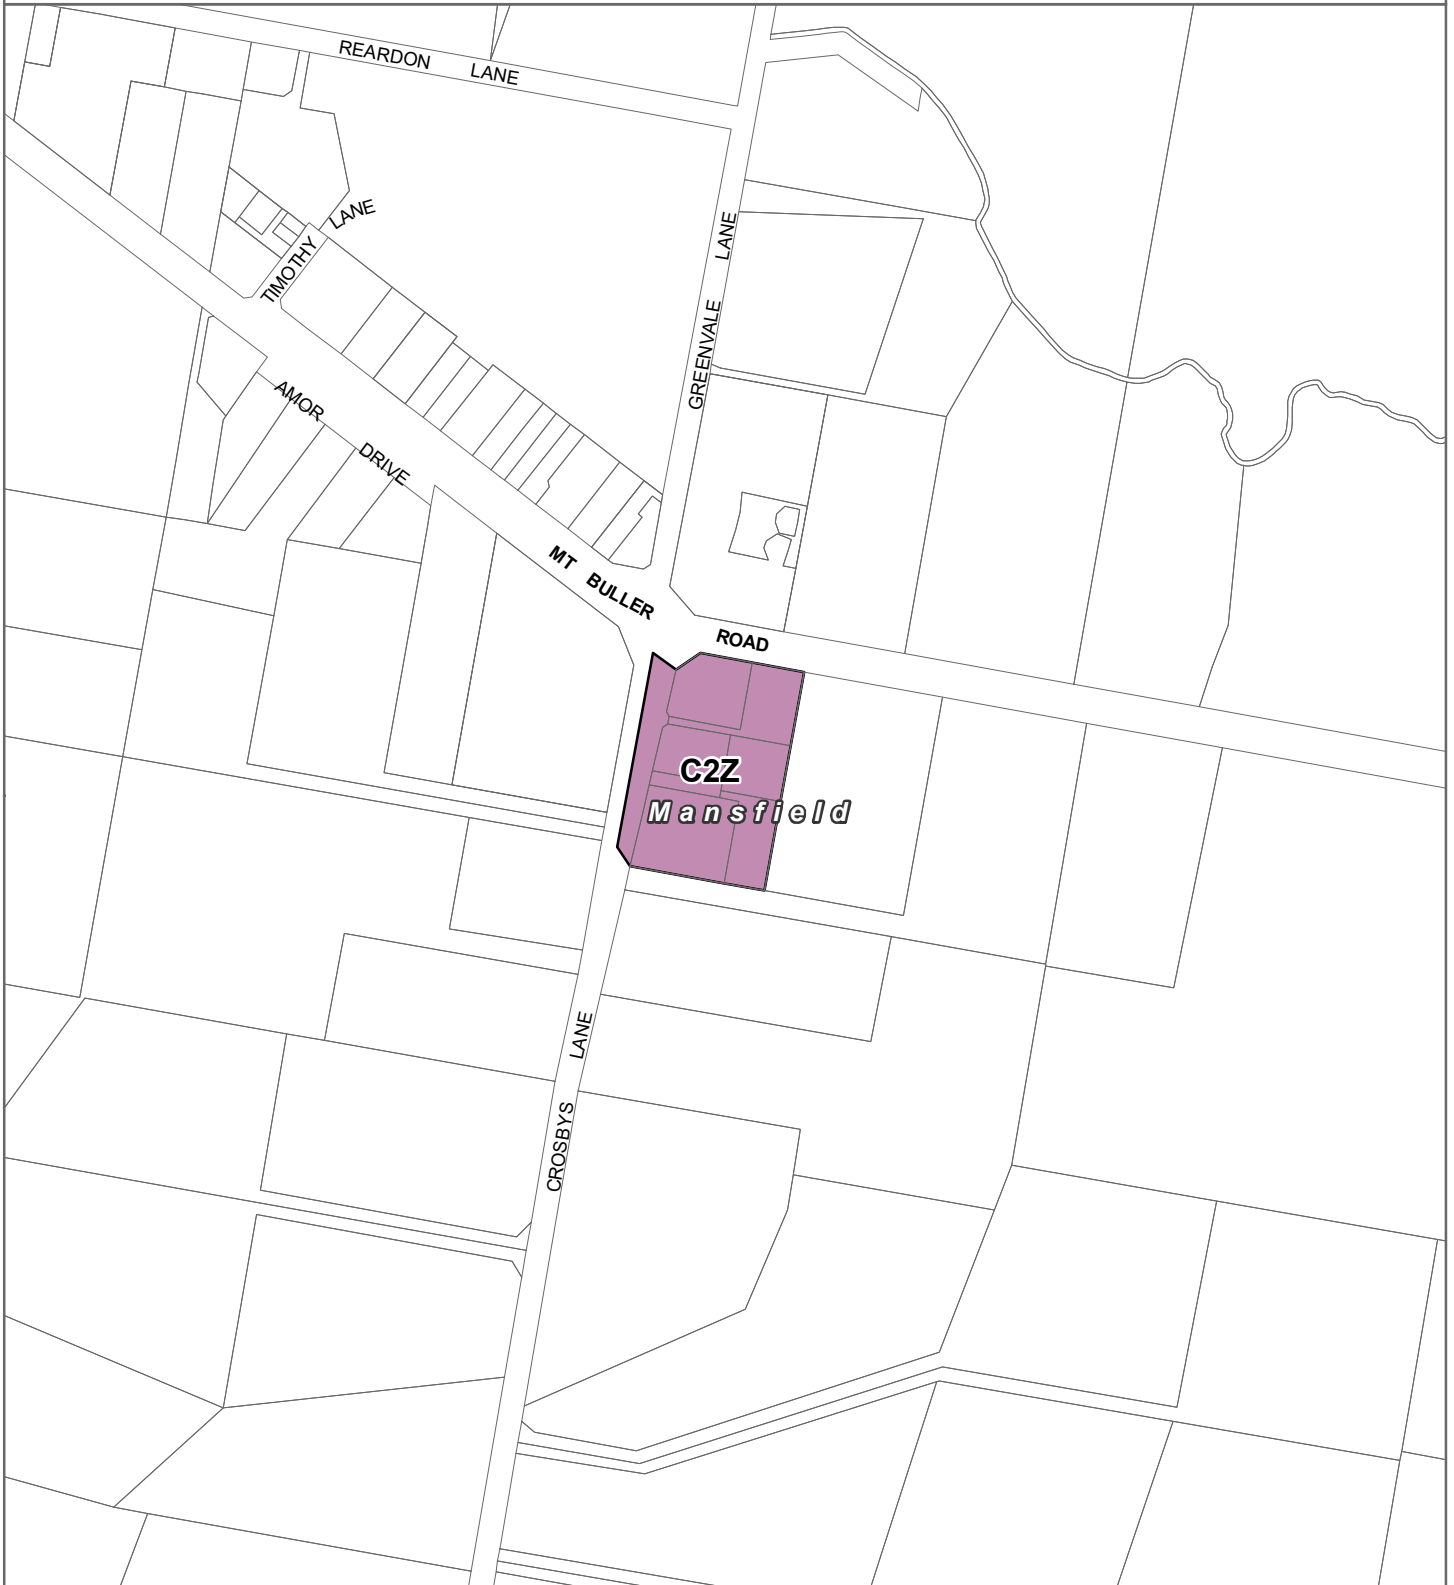 REARDON LANE
TIMOTHY LANE
GREENVALE LANE
AMOR DRIVE
MT BULLER ROAD
C2Z
Mansfield
CROSBYS LANE